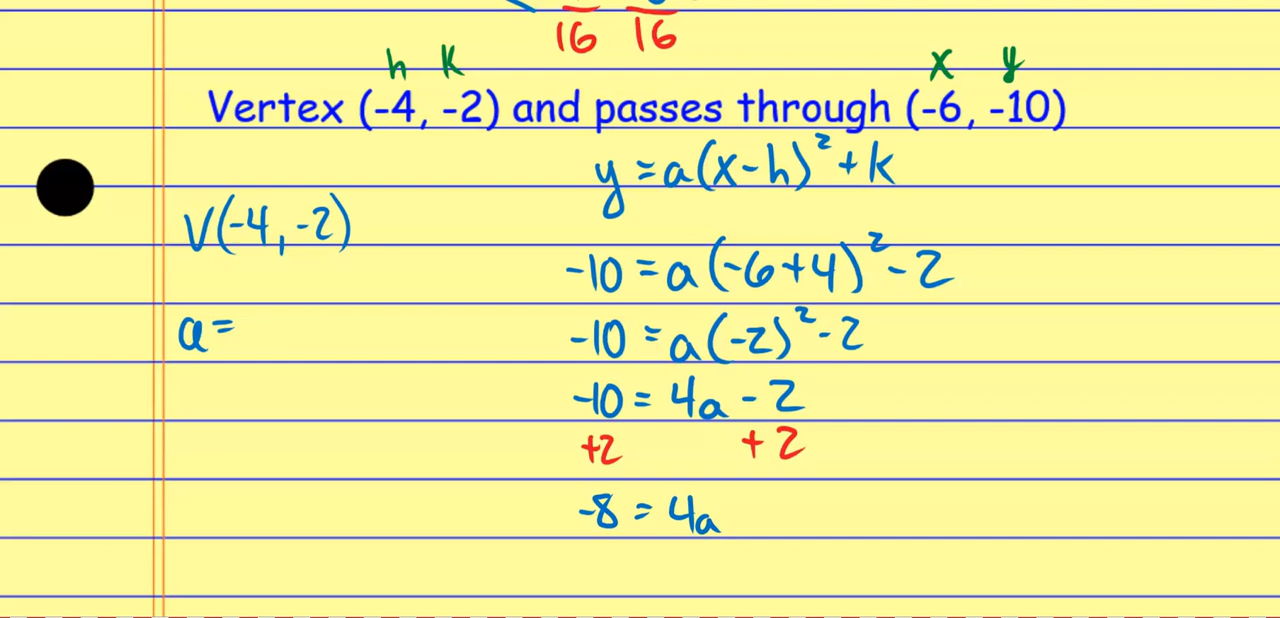 16 16
h k x y
Vertex (-4, -2) and passes through (-6, -10)
y = a(x-h)² + k
V(-4, -2)
-10 = a(-6+4)² - 2
a =
-10 = a(-2)² - 2
-10 = 4a - 2
+2 +2
-8 = 4a